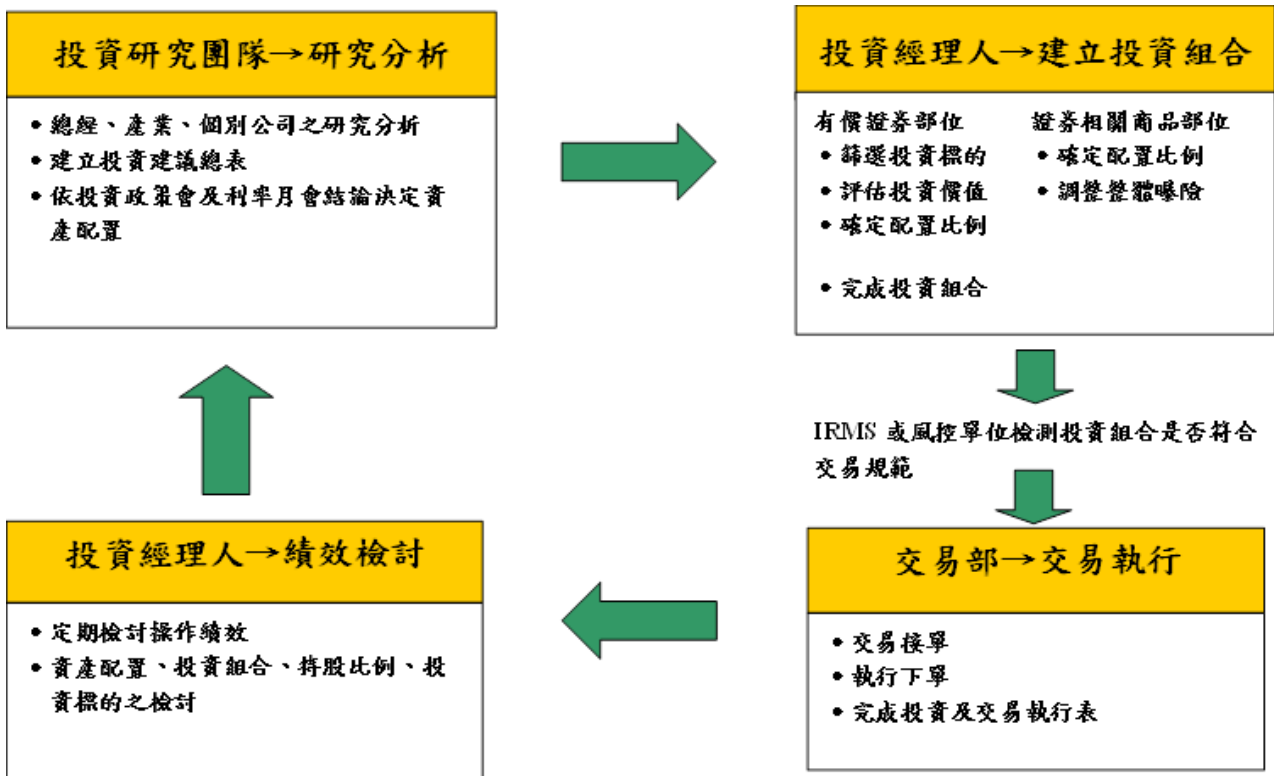 投資研究團隊→研究分析
• 總經、產業、個別公司之研究分析
• 建立投資建議總表
• 依投資政策會及利率月會結論決定資
產配置
投資經理人→建立投資組合
有價證券部位
• 篩選投資標的
• 評估投資價值
• 確定配置比例
• 完成投資組合
證券相關商品部位
• 確定配置比例
• 調整整體曝險
IRMS 或風控單位檢測投資組合是否符合
交易規範
交易部→交易執行
• 交易接單
• 執行下單
• 完成投資及交易執行表
投資經理人→績效檢討
• 定期檢討操作績效
• 資產配置、投資組合、持股比例、投
資標的之檢討